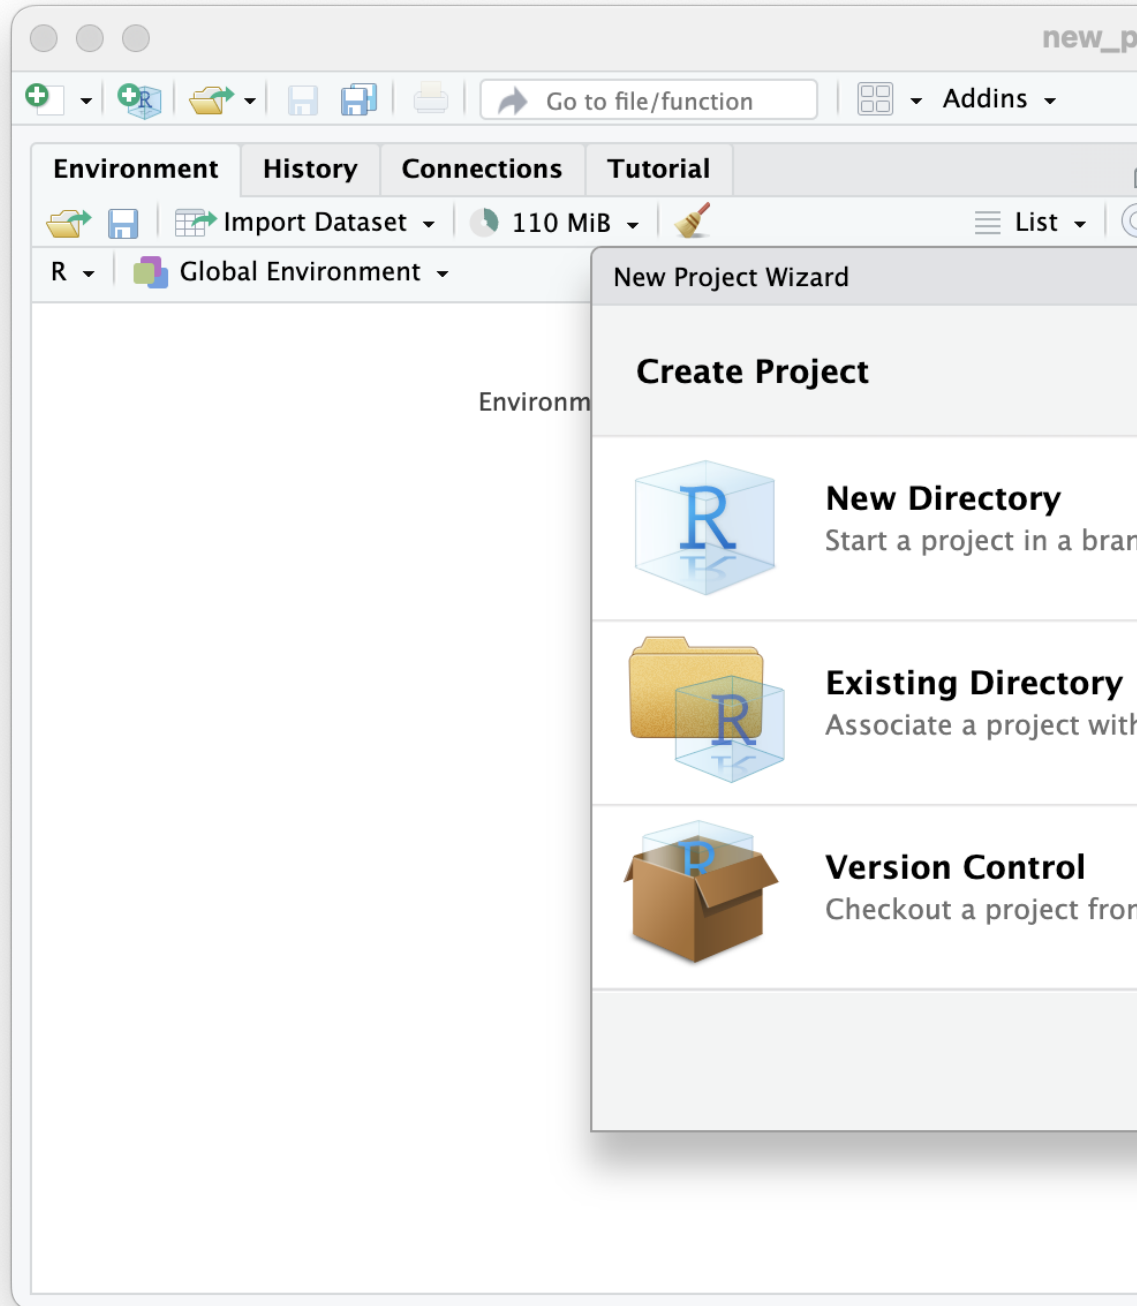 new_p
Go to file/function
Addins
Environment History Connections Tutorial
Import Dataset 110 MiB List
R Global Environment
New Project Wizard
Create Project
Environm
R
New Directory
Start a project in a bran
R
Existing Directory
Associate a project with
R
Version Control
Checkout a project from